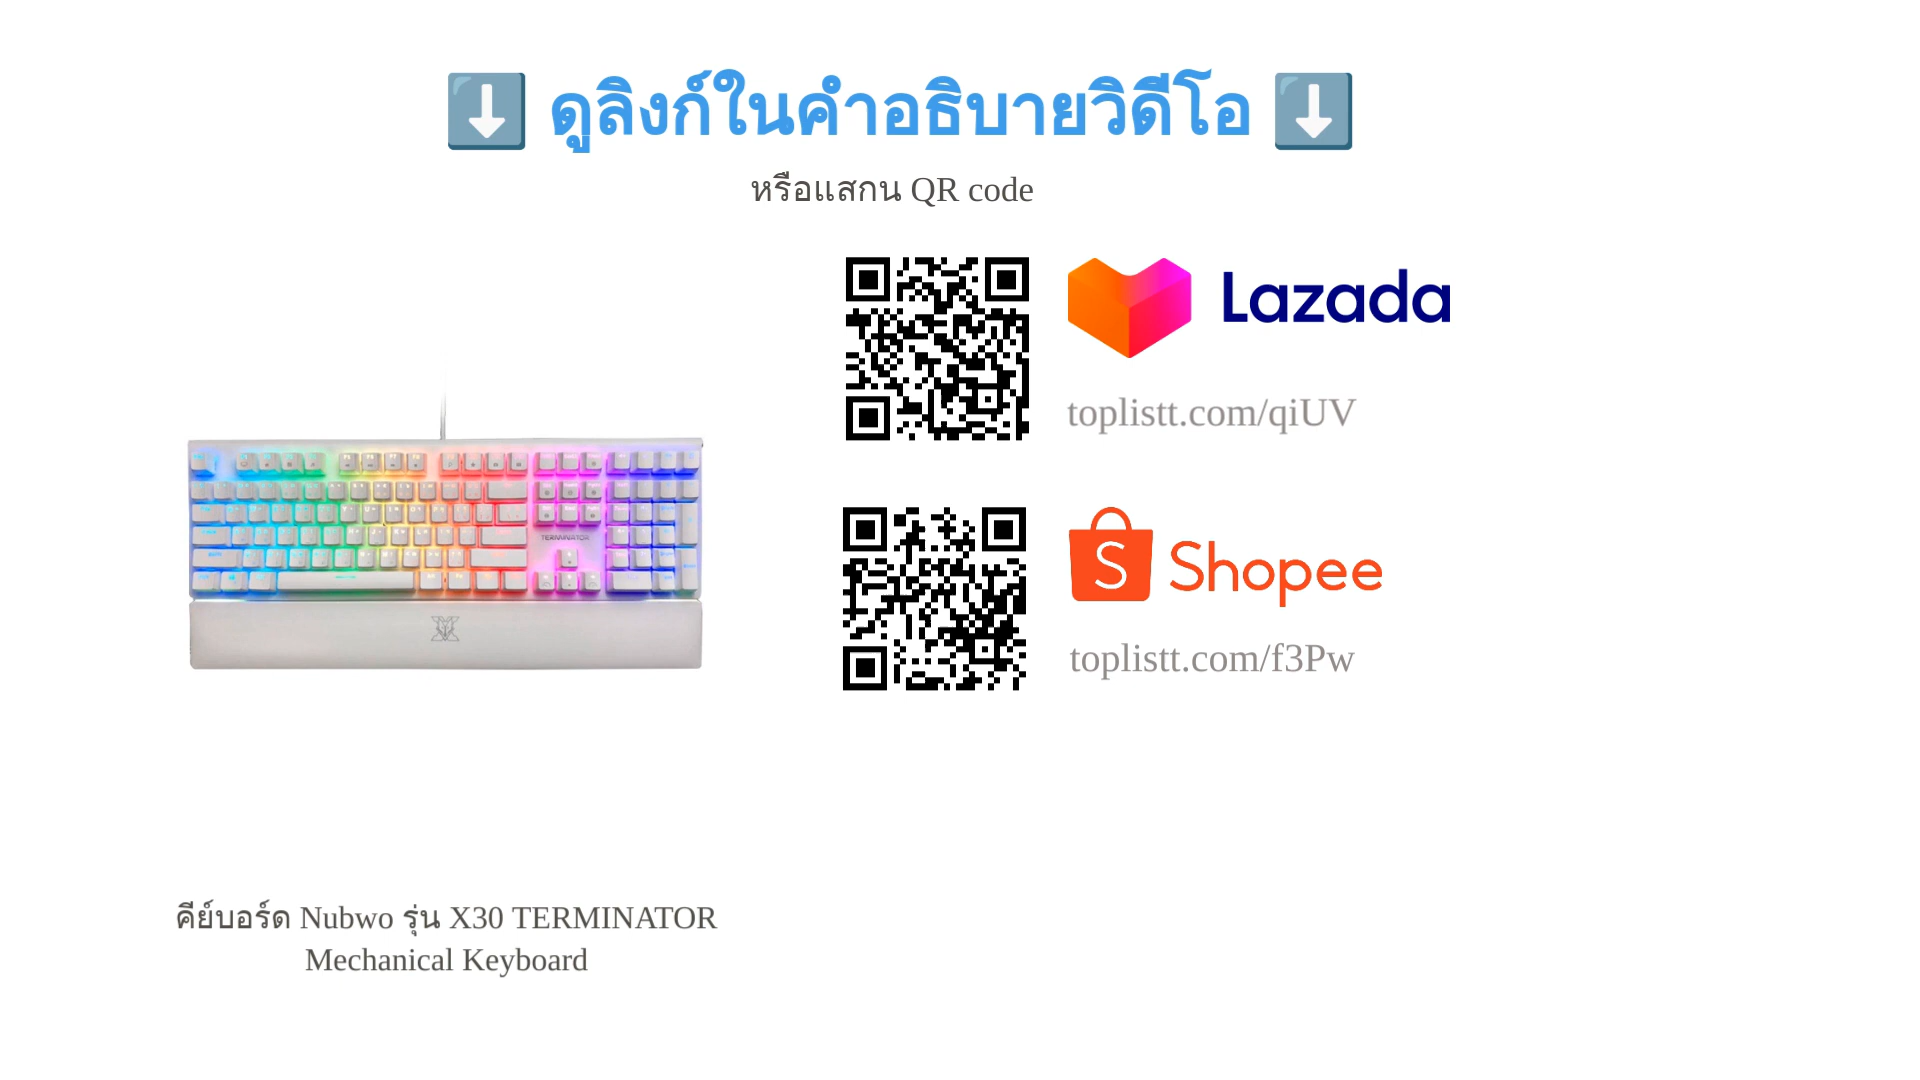 ⬇️ ดูลิงก์ในคำอธิบายวิดีโอ ⬇️
หรือแสกน QR code
Lazada
toplistt.com/qiUV
Shopee
toplistt.com/f3Pw
TERMINATOR
คีย์บอร์ด Nubwo รุ่น X30 TERMINATOR
Mechanical Keyboard